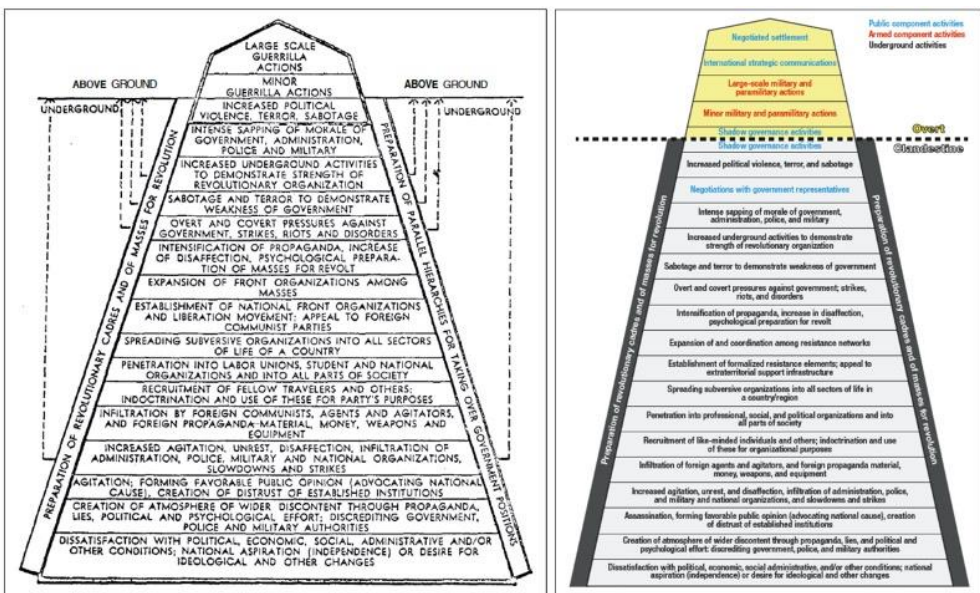 LARGE SCALE
GUERRILLA
ACTIONS
ABOVE GROUND
ABOVE GROUND
MINOR
GUERRILLA ACTIONS
UNDERGROUND
UNDERGROUND
INCREASED POLITICAL
VIOLENCE, TERROR, SABOTAGE
INTENSE SAPPING OF MORALE OF
GOVERNMENT, ADMINISTRATION,
POLICE AND MILITARY
INCREASED UNDERGROUND ACTIVITIES
TO DEMONSTRATE STRENGTH OF
REVOLUTIONARY ORGANIZATION
SABOTAGE AND TERROR TO DEMONSTRATE
WEAKNESS OF GOVERNMENT
OVERT AND COVERT PRESSURES AGAINST
GOVERNMENT, STRIKES, RIOTS AND DISORDERS
INTENSIFICATION OF PROPAGANDA, INCREASE
OF DISAFFECTION, PSYCHOLOGICAL PREPARA-
TION OF MASSES FOR REVOLT
EXPANSION OF FRONT ORGANIZATIONS AMONG
MASSES
ESTABLISHMENT OF NATIONAL FRONT ORGANIZATIONS
AND LIBERATION MOVEMENT: APPEAL TO FOREIGN
COMMUNIST PARTIES
SPREADING SUBVERSIVE ORGANIZATIONS INTO ALL SECTORS
OF LIFE OF A COUNTRY
PENETRATION INTO LABOR UNIONS, STUDENT AND NATIONAL
ORGANIZATIONS AND INTO ALL PARTS OF SOCIETY
RECRUITMENT OF FELLOW TRAVELERS AND OTHERS;
INDOCTRINATION AND USE OF THESE FOR PARTY'S PURPOSES
INFILTRATION BY FOREIGN COMMUNISTS, AGENTS AND AGITATORS,
AND FOREIGN PROPAGANDA-MATERIAL, MONEY, WEAPONS AND
EQUIPMENT
INCREASED AGITATION, UNREST, DISAFFECTION, INFILTRATION OF
ADMINISTRATION, POLICE, MILITARY AND NATIONAL ORGANIZATIONS,
SLOWDOWNS AND STRIKES
AGITATION; FORMING FAVORABLE PUBLIC OPINION (ADVOCATING NATIONAL
CAUSE), CREATION OF DISTRUST OF ESTABLISHED INSTITUTIONS
CREATION OF ATMOSPHERE OF WIDER DISCONTENT THROUGH PROPAGANDA,
LIES, POLITICAL AND PSYCHOLOGICAL EFFORT; DISCREDITING GOVERNMENT,
POLICE AND MILITARY AUTHORITIES
DISSATISFACTION WITH POLITICAL, ECONOMIC, SOCIAL, ADMINISTRATIVE AND/OR
OTHER CONDITIONS; NATIONAL ASPIRATION (INDEPENDENCE) OR DESIRE FOR
IDEOLOGICAL AND OTHER CHANGES
PREPARATION OF REVOLUTIONARY CADRES AND OF MASSES FOR REVOLUTION
PREPARATION OF PARALLEL HIERARCHIES FOR TAKING OVER GOVERNMENT POSITIONS
Public component activities
Armed component activities
Underground activities
Negotiated settlement
International strategic communications
Large-scale military and
paramilitary actions
Minor military and paramilitary actions
Shadow governance activities
Overt
Clandestine
Shadow governance activities
Increased political violence, terror, and sabotage
Negotiations with government representatives
Intense sapping of morale of government,
administration, police, and military
Increased underground activities to demonstrate
strength of revolutionary organization
Sabotage and terror to demonstrate weakness of government
Overt and covert pressures against government; strikes,
riots, and disorders
Intensification of propaganda, increase in disaffection,
psychological preparation for revolt
Expansion of and coordination among resistance networks
Establishment of formalized resistance elements; appeal to
extraterritorial support infrastructure
Spreading subversive organizations into all sectors of life in
a country/region
Penetration into professional, social, and political organizations and into
all parts of society
Recruitment of like-minded individuals and others; indoctrination and use
of these for organizational purposes
Infiltration of foreign agents and agitators, and foreign propaganda material,
money, weapons, and equipment
Increased agitation, unrest, and disaffection, infiltration of administration, police,
and military and national organizations, and slowdowns and strikes
Assassination, forming favorable public opinion (advocating national cause), creation
of distrust of established institutions
Creation of atmosphere of wider discontent through propaganda, lies, and political and
psychological effort: discrediting government, police, and military authorities
Dissatisfaction with political, economic, social administrative, and/or other conditions; national
aspiration (independence) or desire for ideological and other changes
Preparation of revolutionary cadres and of masses for revolution
Preparation of revolutionary cadres and of masses for revolution